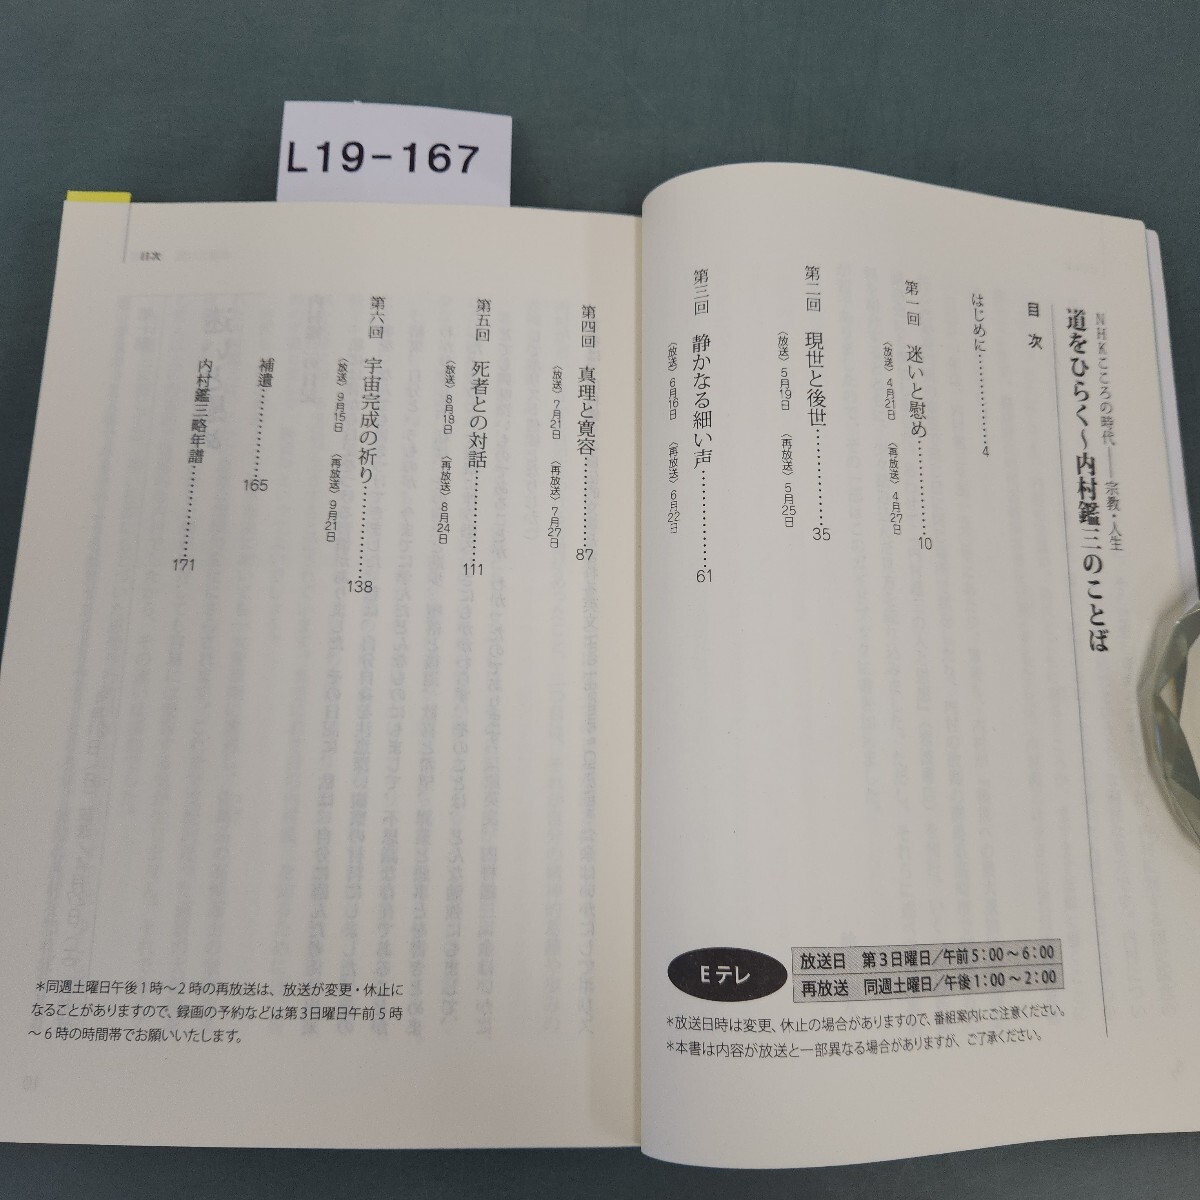 L19-167
NHKこころの時代――宗教・人生
道をひらく〜内村鑑三のことば
目次
はじめに……………4
第一回 迷いと慰め……………10
〈放送〉4月21日 〈再放送〉4月27日
第二回 現世と後世……………35
〈放送〉5月19日 〈再放送〉5月25日
第三回 静かなる細い声……………61
〈放送〉6月16日 〈再放送〉6月22日
Eテレ
放送日 第3日曜日/午前5:00〜6:00
再放送 同週土曜日/午後1:00〜2:00
*放送日時は変更、休止の場合がありますので、番組案内にご注意ください。
*本書は内容が放送と一部異なる場合がありますが、ご了承ください。
目次
第四回 真理と寛容……………87
〈放送〉7月21日 〈再放送〉7月27日
第五回 死者との対話……………111
〈放送〉8月18日 〈再放送〉8月24日
第六回 宇宙完成の祈り……………138
〈放送〉9月15日 〈再放送〉9月21日
補遺……………165
内村鑑三略年譜……………171
*同週土曜日午後1時〜2時の再放送は、放送が変更・休止に
なることがありますので、録画の予約などは第3日曜日午前5時
〜6時の時間帯でお願いいたします。